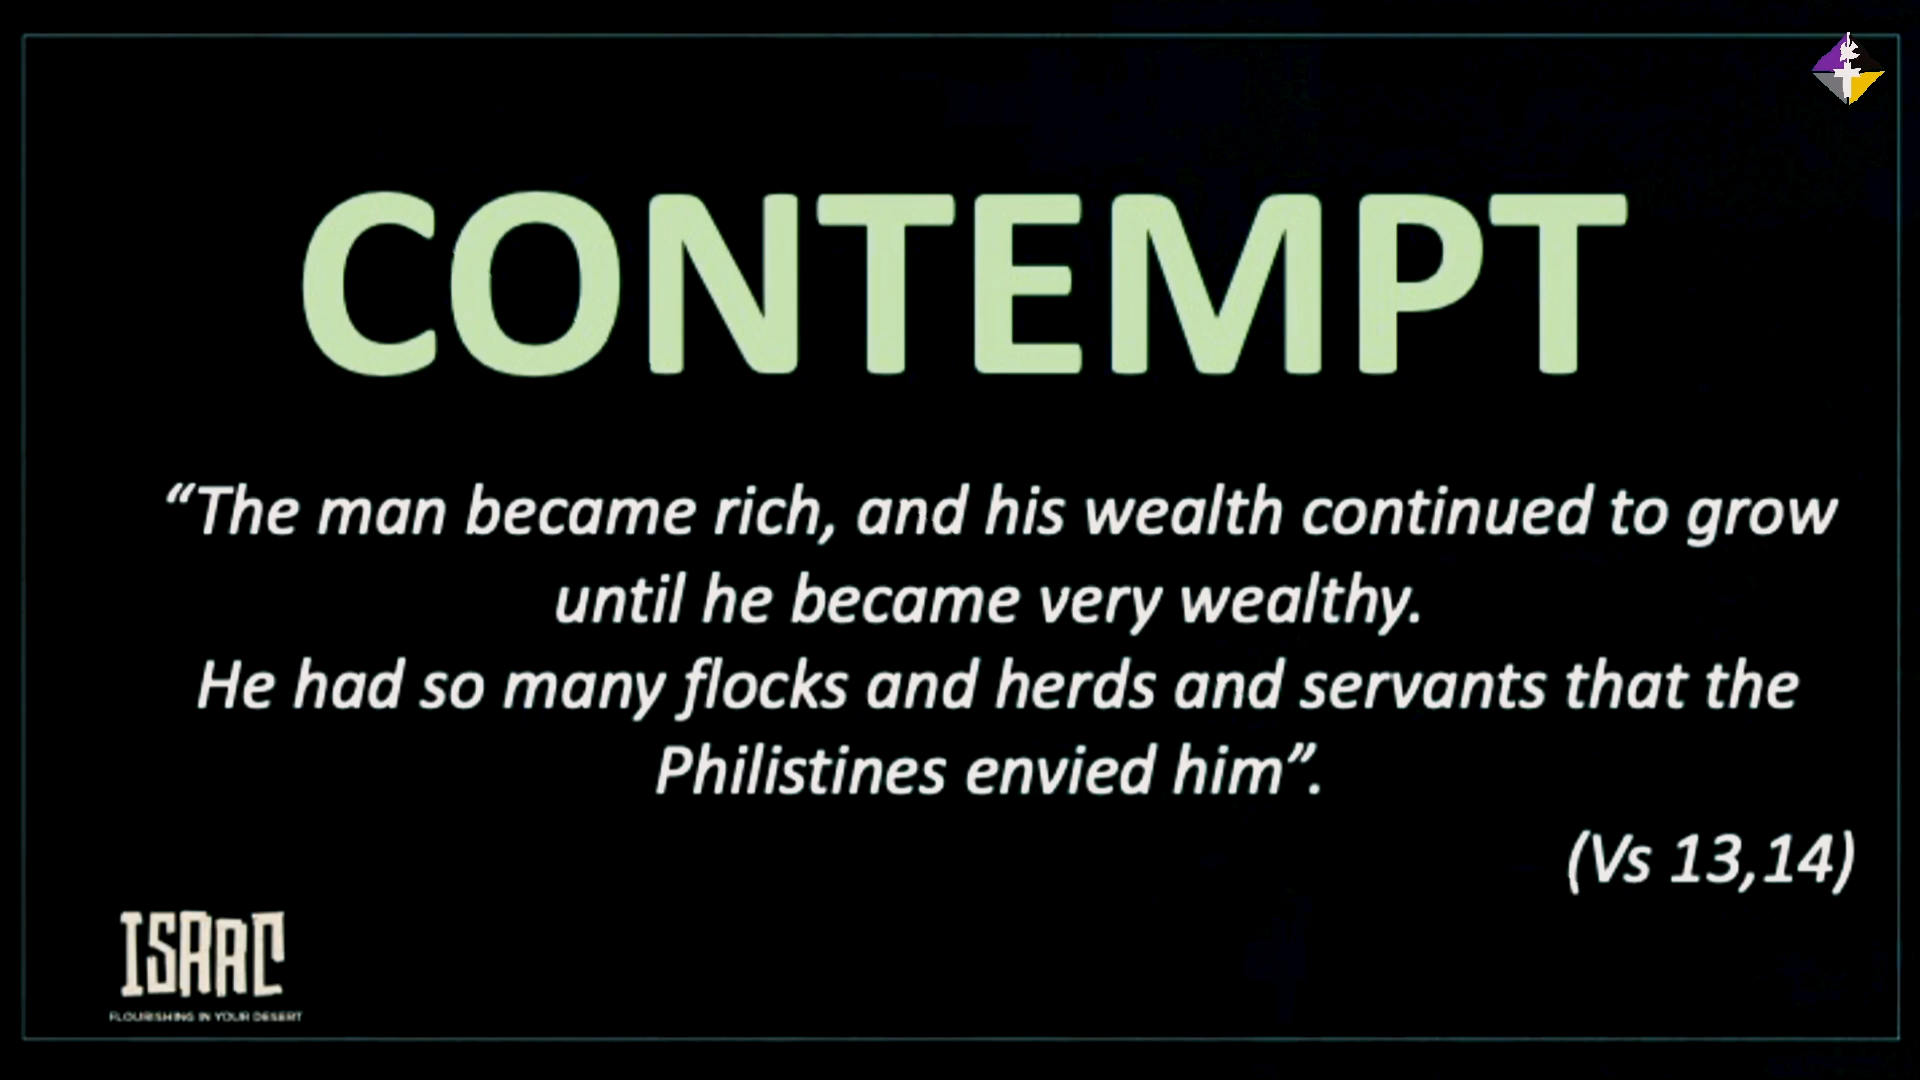 CONTEMPT
“The man became rich, and his wealth continued to grow
until he became very wealthy.
He had so many flocks and herds and servants that the
Philistines envied him”.
(Vs 13,14)
ISAAC
FLOURISHING IN YOUR DESERT